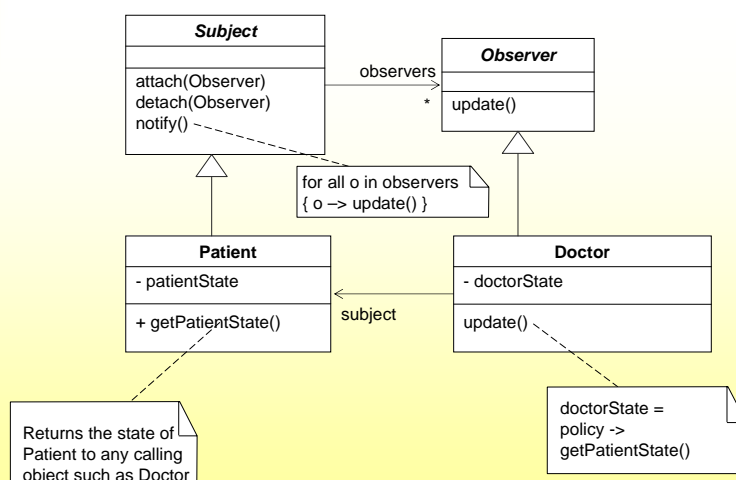 Subject
attach(Observer)
detach(Observer)
notify()
observers
*
Observer
update()
for all o in observers
{ o –> update() }
Patient
- patientState
+ getPatientState()
subject
Doctor
- doctorState
update()
Returns the state of
Patient to any calling
object such as Doctor
doctorState =
policy ->
getPatientState()